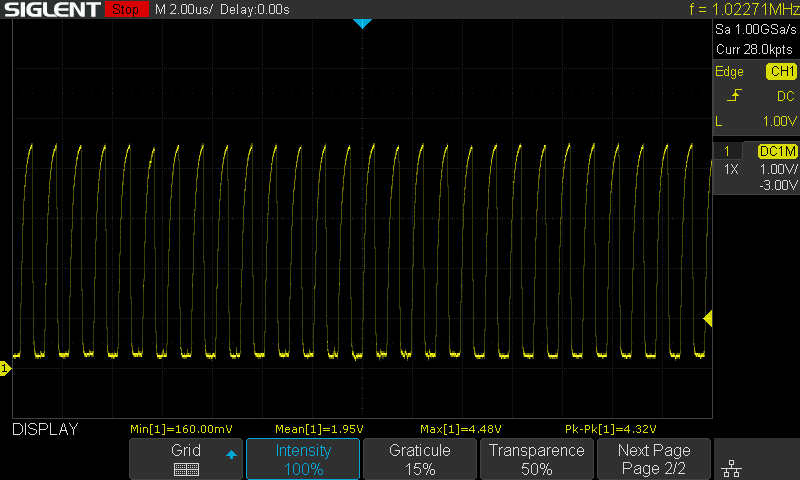 SIGLENT Stop M 2.00us/ Delay:0.00s f = 1.02271MHz
Sa 1.00GSa/s
Curr 28.0kpts
Edge CH1
DC
L 1.00V
1 DC1M
1X 1.00V/
-3.00V
1
DISPLAY Min[1]=160.00mV Mean[1]=1.95V Max[1]=4.48V Pk-Pk[1]=4.32V
Grid Intensity Graticule Transparence Next Page
100% 15% 50% Page 2/2